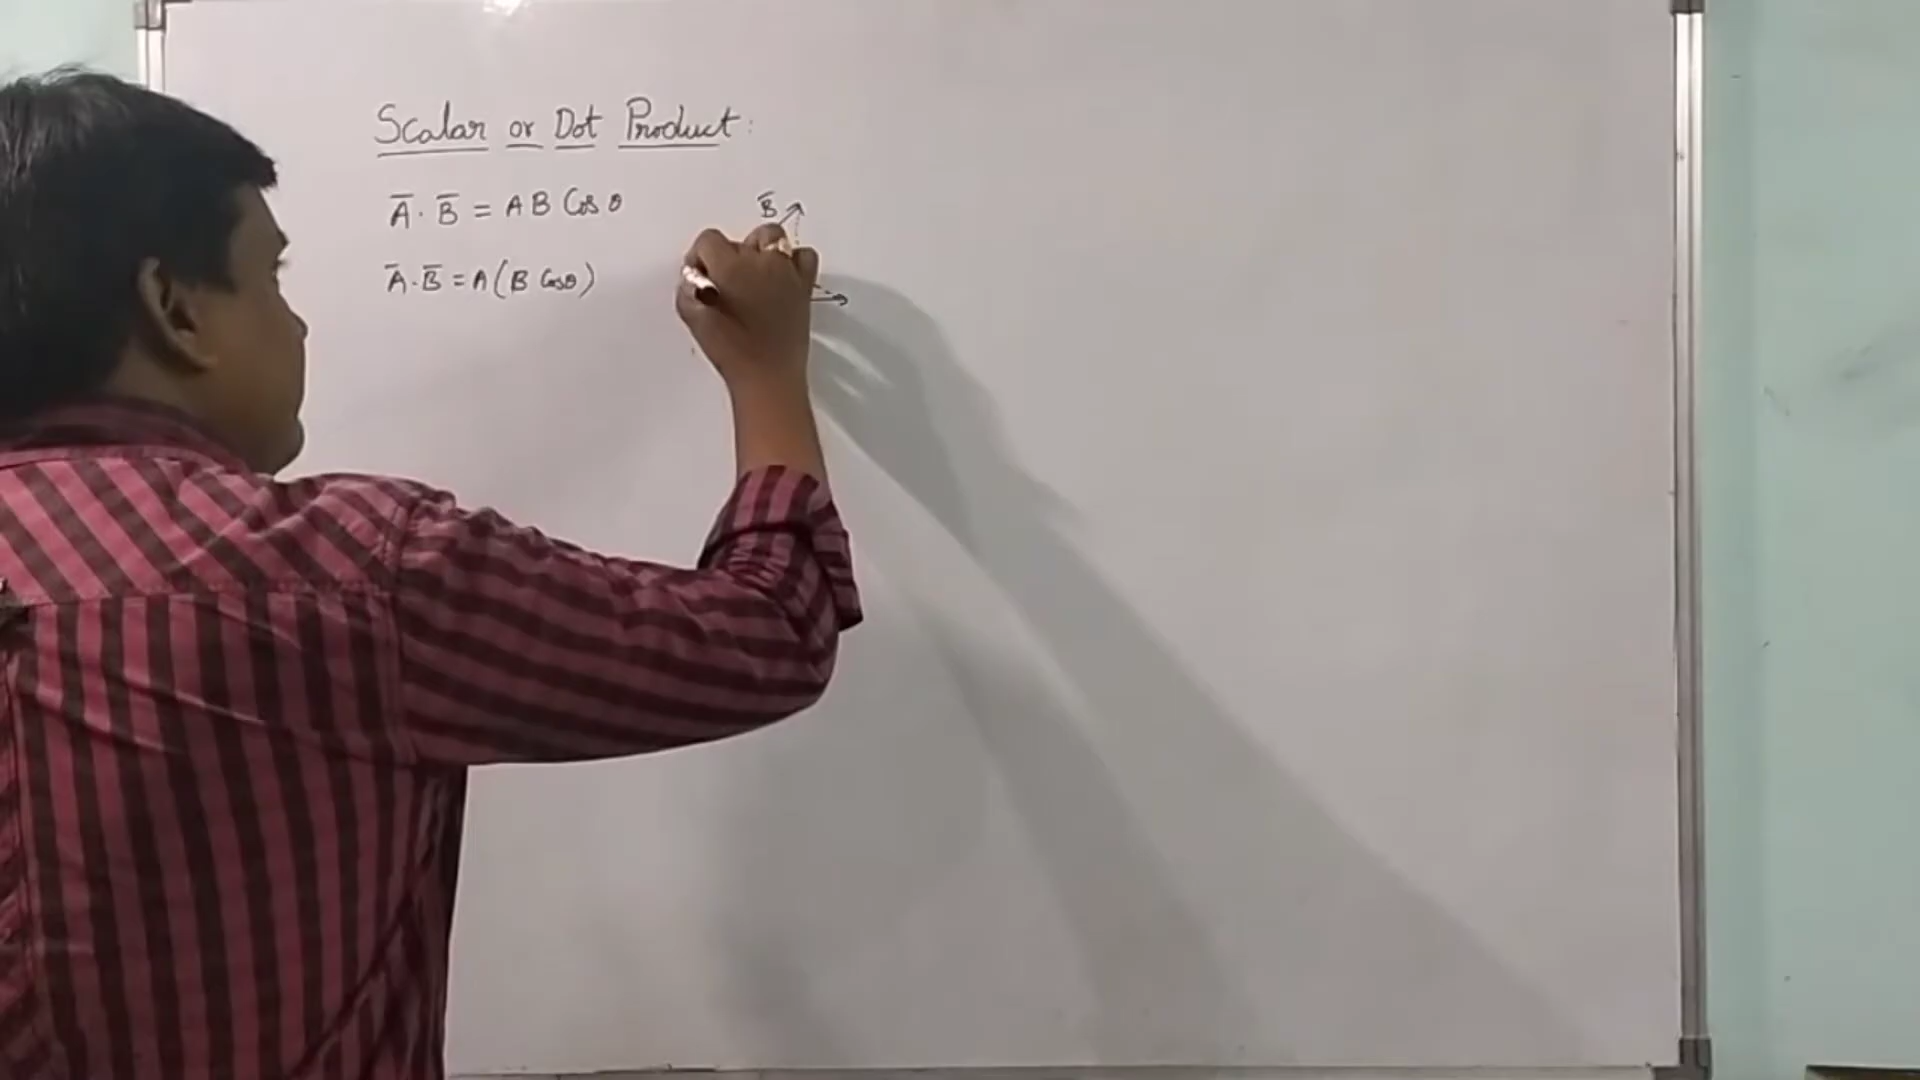 Scalar or Dot Product:
A̅ · B̅ = A B Cos θ
B̅
A̅ · B̅ = A ( B Cosθ )